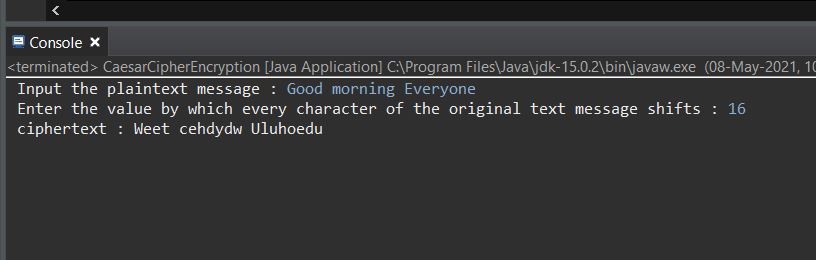 Console
<terminated> CaesarCipherEncryption [Java Application] C:\Program Files\Java\jdk-15.0.2\bin\javaw.exe (08-May-2021, 10
Input the plaintext message : Good morning Everyone
Enter the value by which every character of the original text message shifts : 16
ciphertext : Weet cehdydw Uluhoedu